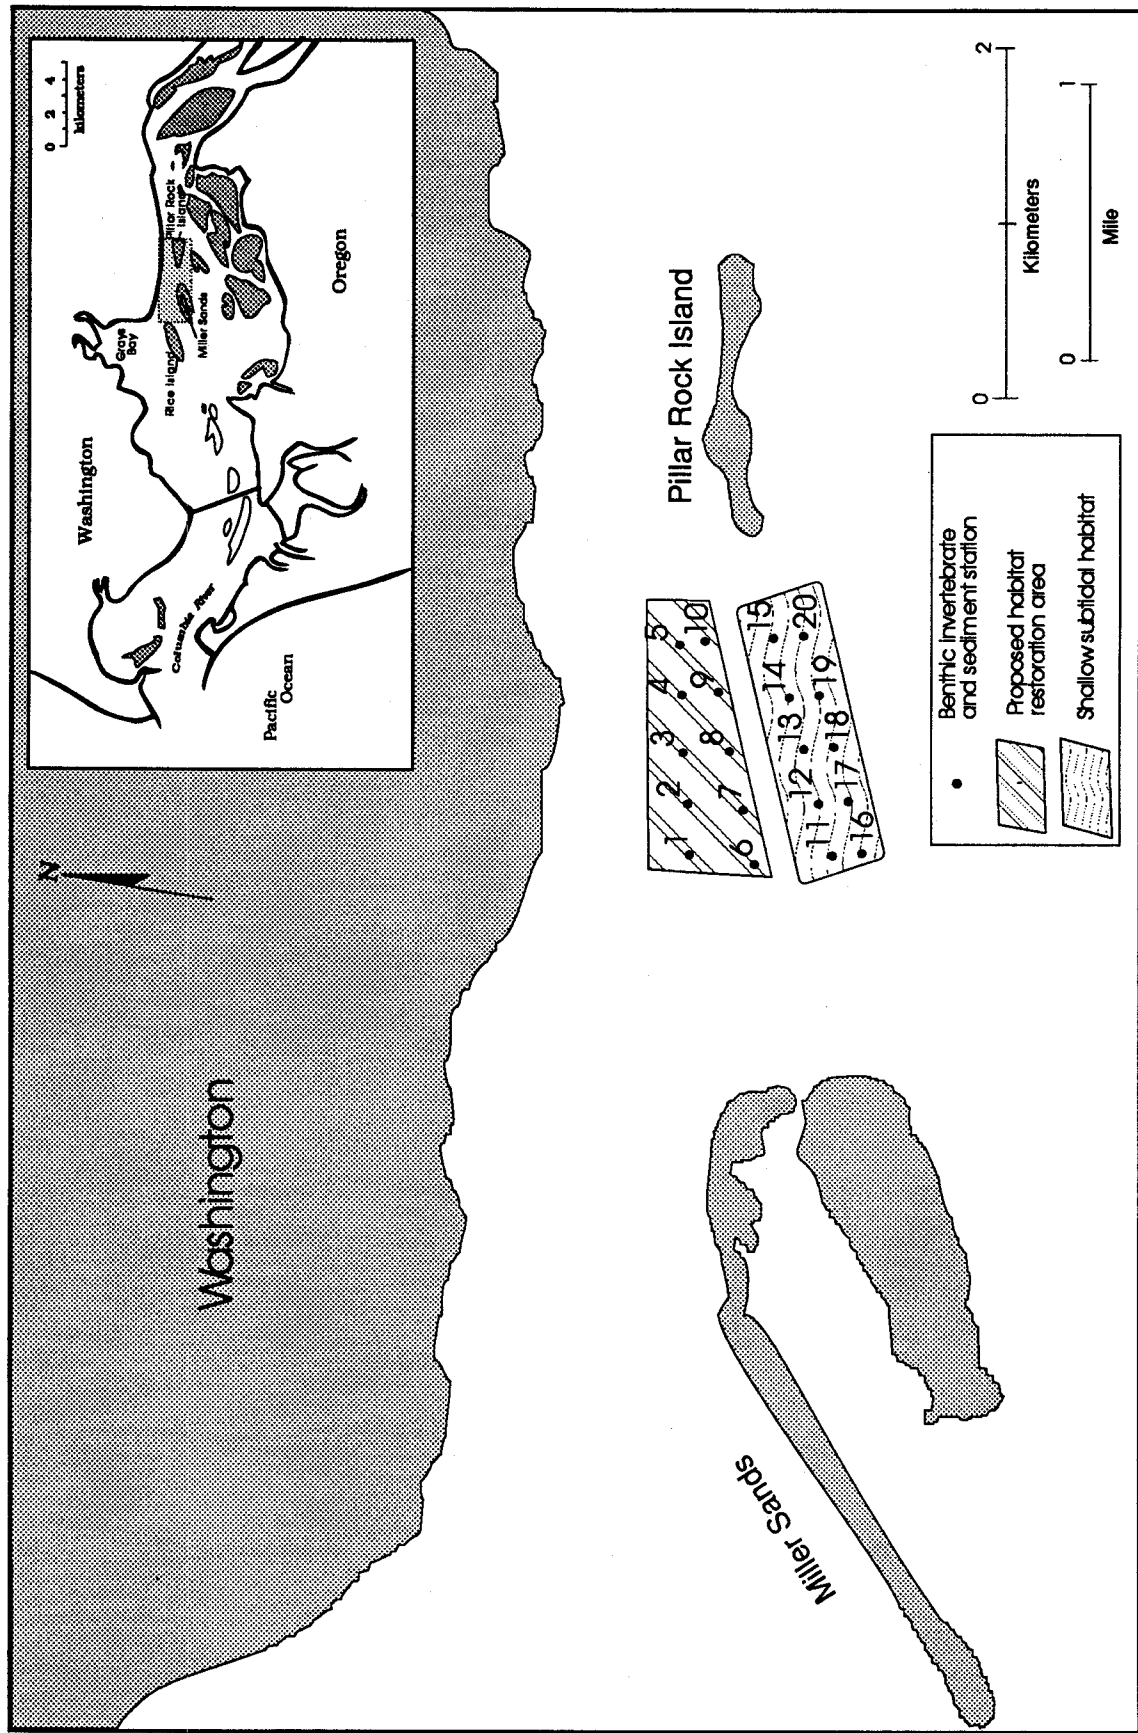 0 2 4
kilometers
Washington
Grays
Bay
Pillar Rock
Island
Rice Island
Miller Sands
Columbia River
Pacific
Ocean
Oregon
N
Washington
Pillar Rock Island
Miller Sands
1 2 3 4 5
6 7 8 9 10
11 12 13 14 15
16 17 18 19 20
Benthic invertebrate
and sediment station
Proposed habitat
restoration area
Shallow subtidal habitat
0 2
Kilometers
0 1
Mile